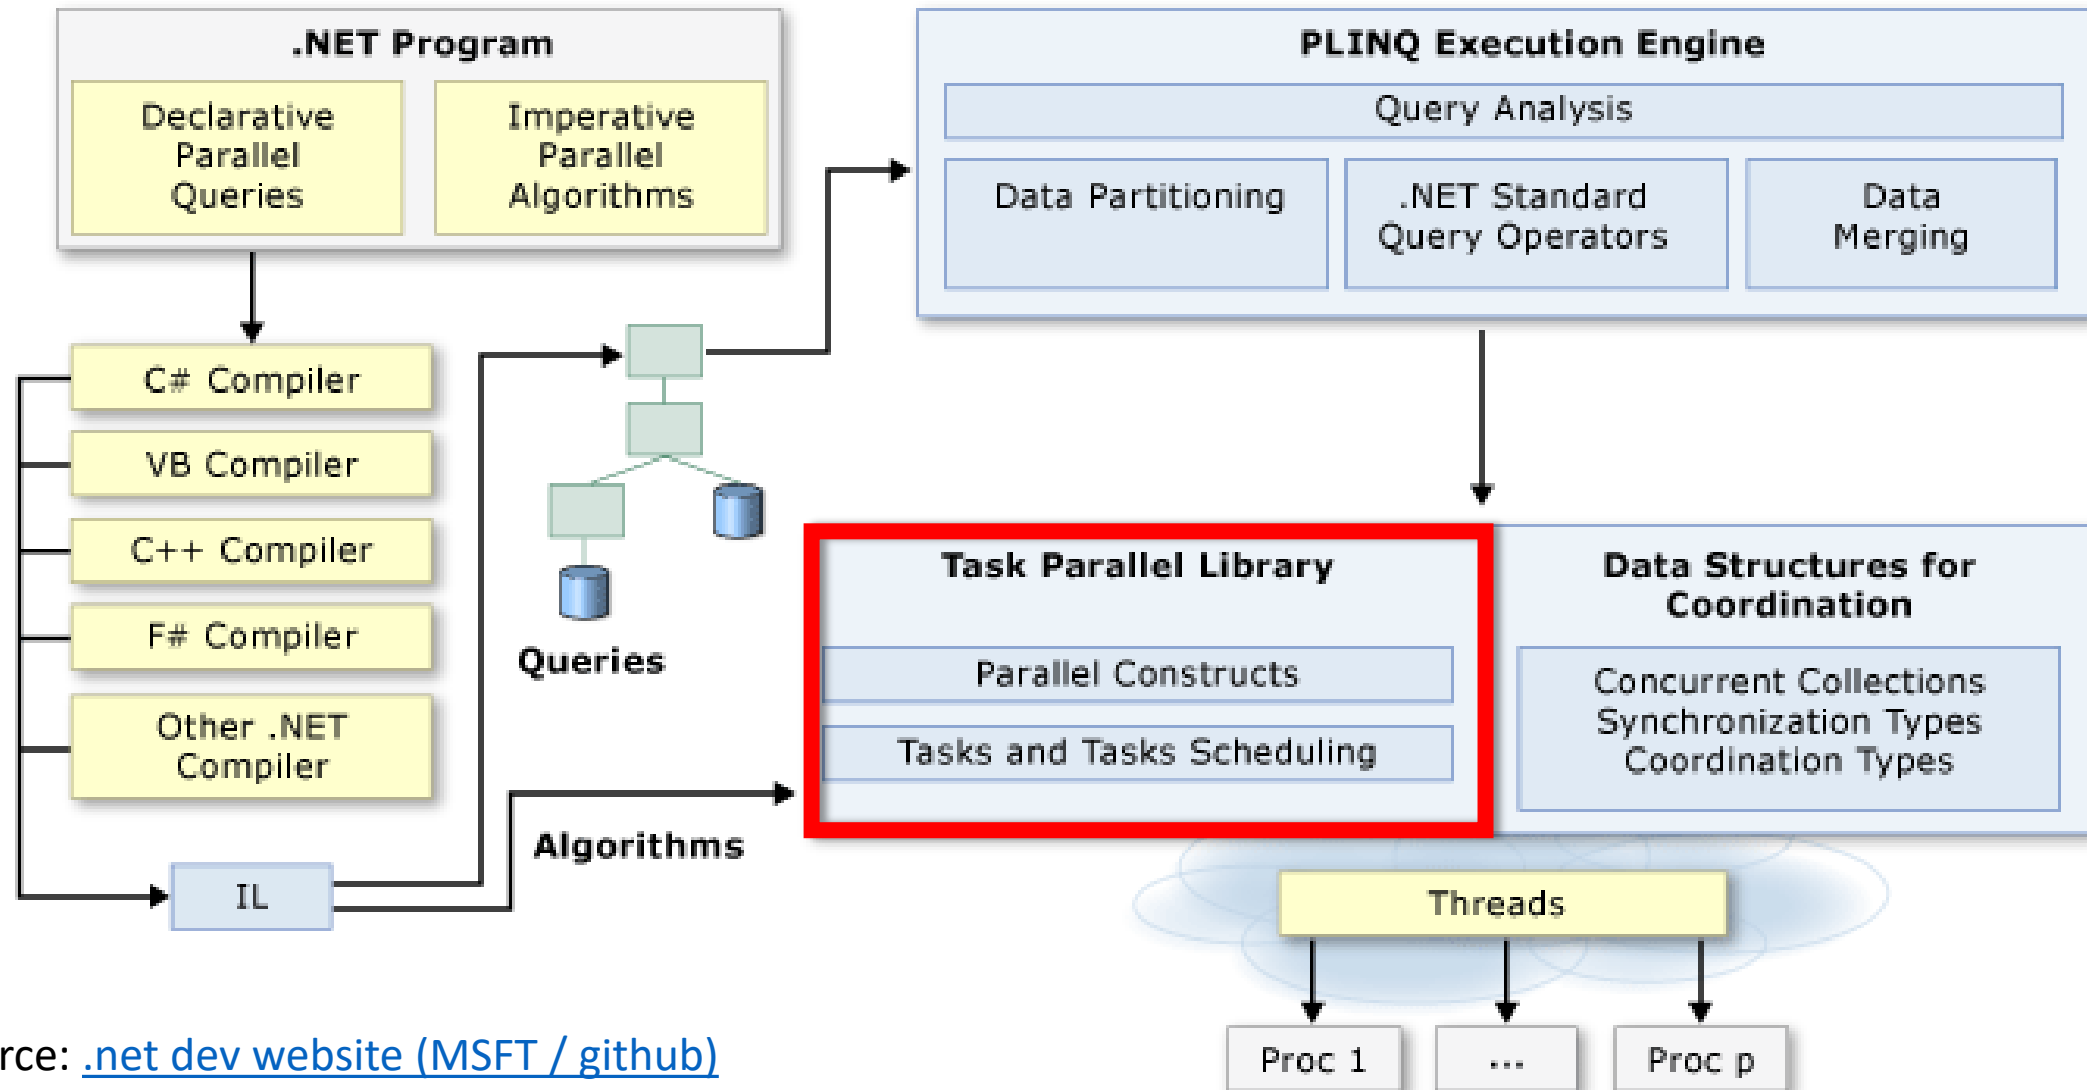 .NET Program
Declarative
Parallel
Queries
Imperative
Parallel
Algorithms
PLINQ Execution Engine
Query Analysis
Data Partitioning
.NET Standard
Query Operators
Data
Merging
C# Compiler
VB Compiler
C++ Compiler
F# Compiler
Other .NET
Compiler
IL
Queries
Algorithms
Task Parallel Library
Parallel Constructs
Tasks and Tasks Scheduling
Data Structures for
Coordination
Concurrent Collections
Synchronization Types
Coordination Types
Threads
Proc 1
...
Proc p
rce: .net dev website (MSFT / github)